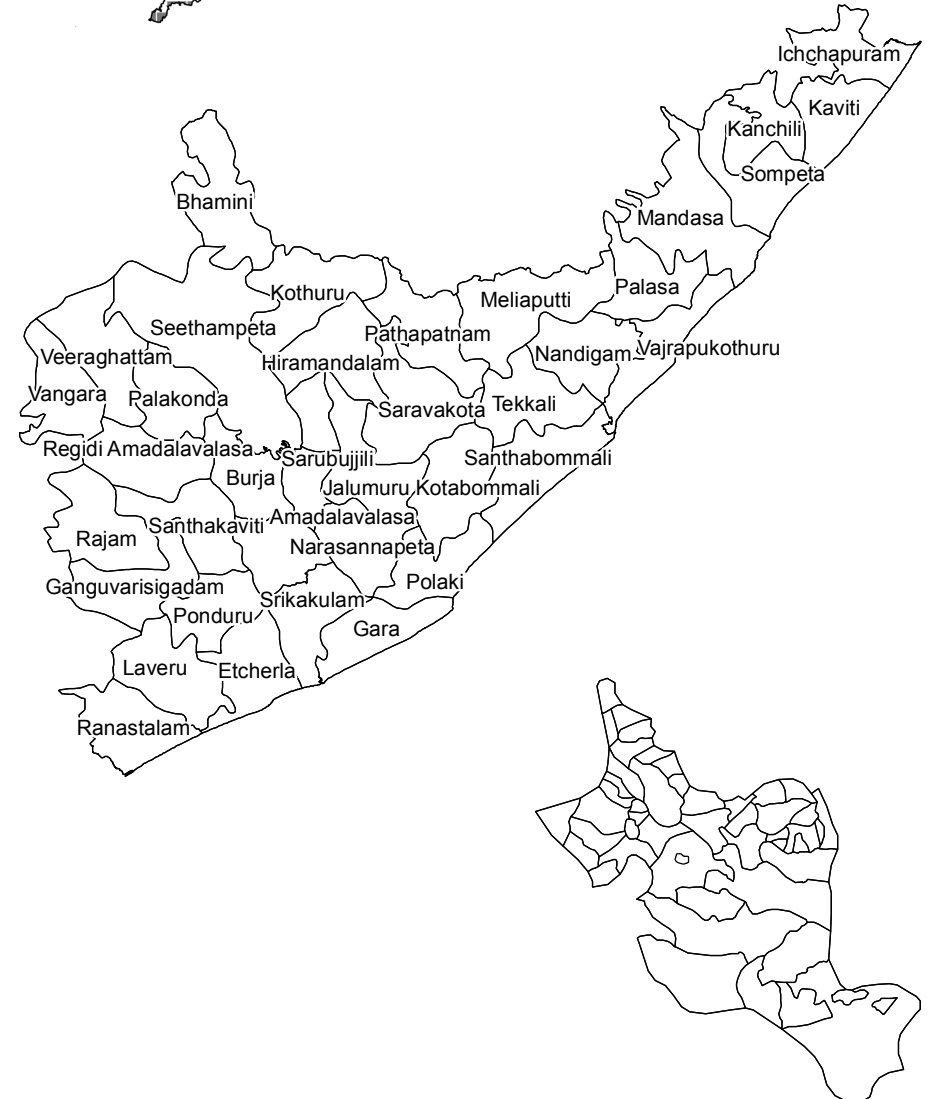 Ichchapuram
Kaviti
Kanchili
Sompeta
Bhamini
Mandasa
Palasa
Kothuru
Meliaputti
Seethampeta
Pathapatnam
Veeraghattam
Hiramandalam
Nandigam
Vajrapukothuru
Vangara
Palakonda
Saravakota
Tekkali
Regidi Amadalavalasa
Sarubujjili
Santhabommali
Burja
Jalumuru
Kotabommali
Santhakaviti
Amadalavalasa
Rajam
Narasannapeta
Ganguvarisigadam
Polaki
Srikakulam
Ponduru
Gara
Laveru
Etcherla
Ranastalam